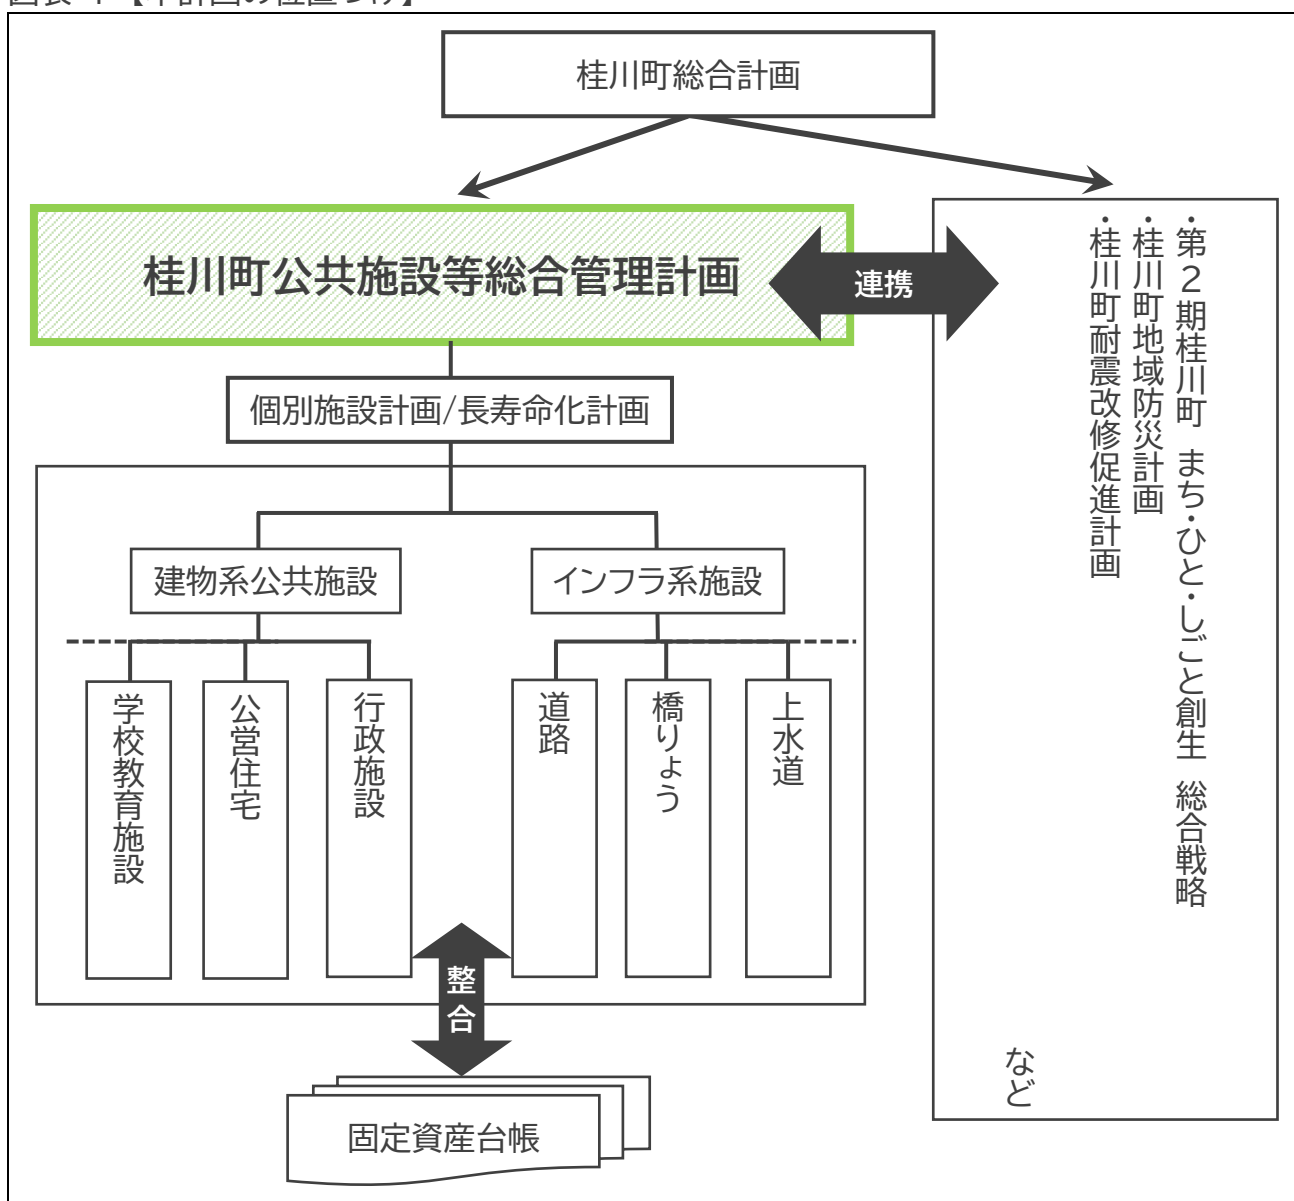 桂川町総合計画
桂川町公共施設等総合管理計画
連携
・第2期桂川町 まち・ひと・しごと創生 総合戦略
・桂川町地域防災計画
・桂川町耐震改修促進計画
など
個別施設計画/長寿命化計画
建物系公共施設
インフラ系施設
学校教育施設
公営住宅
行政施設
道路
橋りょう
上水道
整合
固定資産台帳